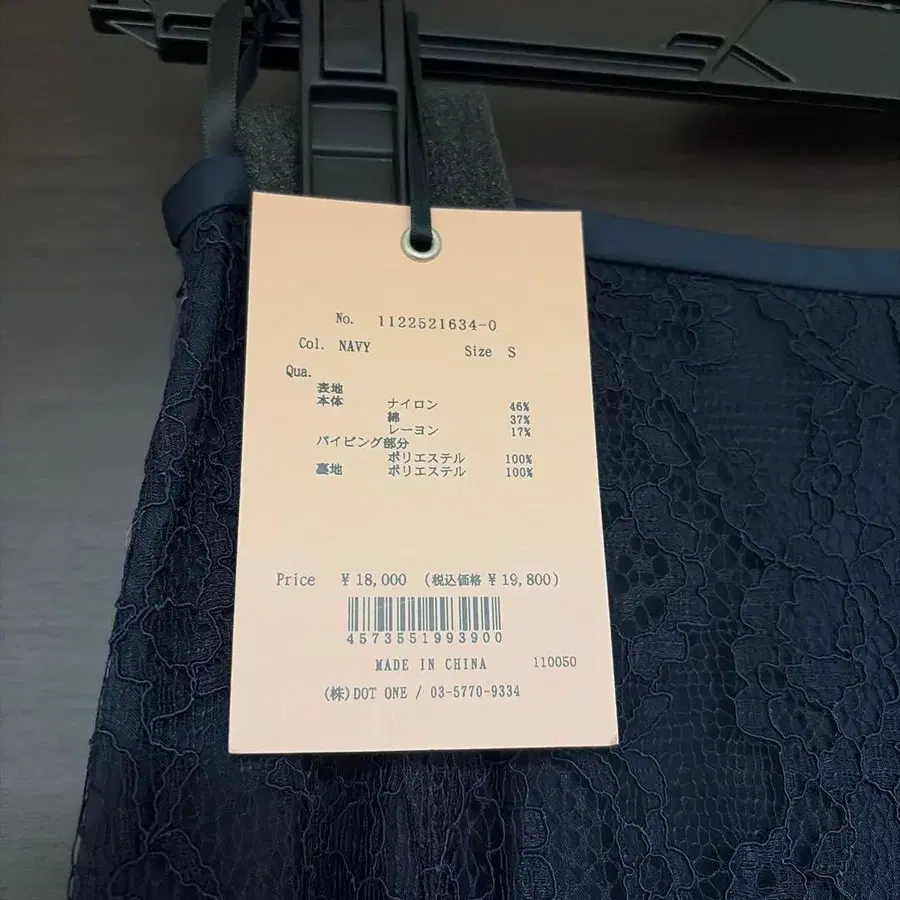 No. 1122521634-0
Col. NAVY Size S
Qua.
表地
本体 ナイロン 46%
綿 37%
レーヨン 17%
パイピング部分
ポリエステル 100%
裏地 ポリエステル 100%
Price ¥18,000 (税込価格 ¥19,800)
4573551993900
MADE IN CHINA 110050
(株)DOT ONE / 03-5770-9334